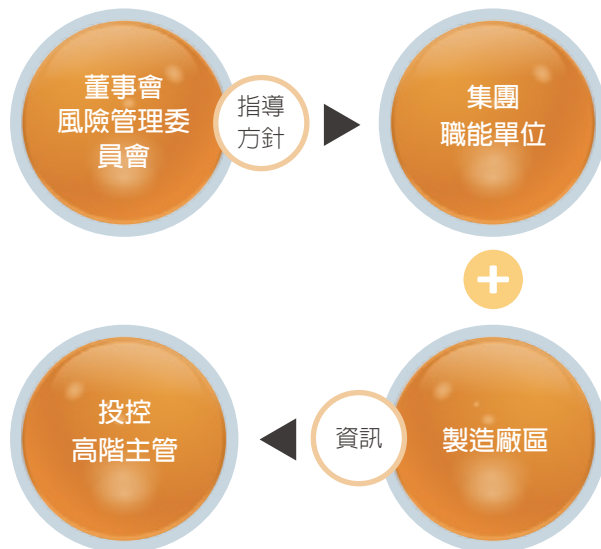 董事會
風險管理委
員會
指導
方針
集團
職能單位
投控
高階主管
資訊
製造廠區